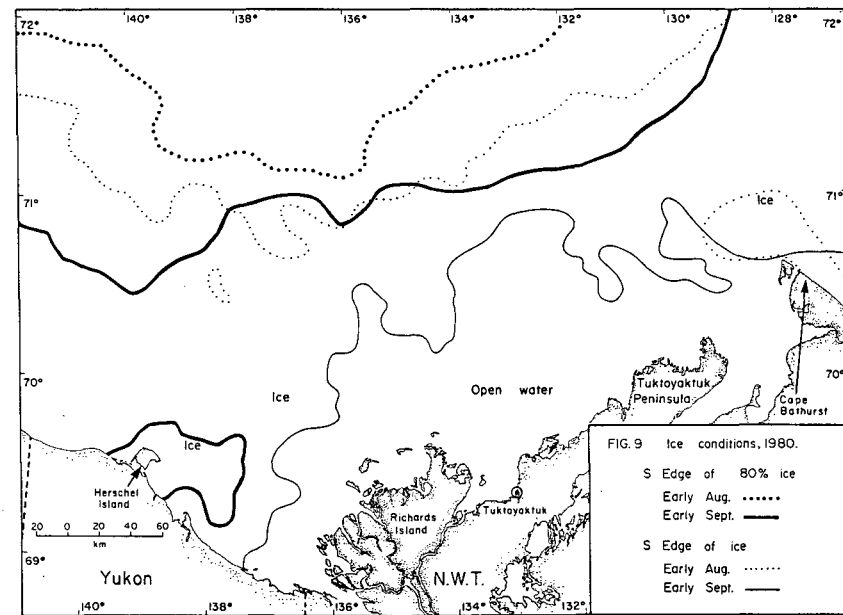 72° 140° 138° 136° 134° 132° 130° 128° 72°
71° 71°
Ice
70° 70°
Ice
Open water
Tuktoyaktuk
Peninsula
Cape
Bathurst
Ice
Herschel
Island
Richards
Island
Tuktoyaktuk
20 0 20 40 60
km
69°
Yukon
N.W.T.
140° 138° 136° 134° 132°
FIG. 9 Ice conditions, 1980.
S Edge of 80% ice
Early Aug.
Early Sept.
S Edge of ice
Early Aug.
Early Sept.